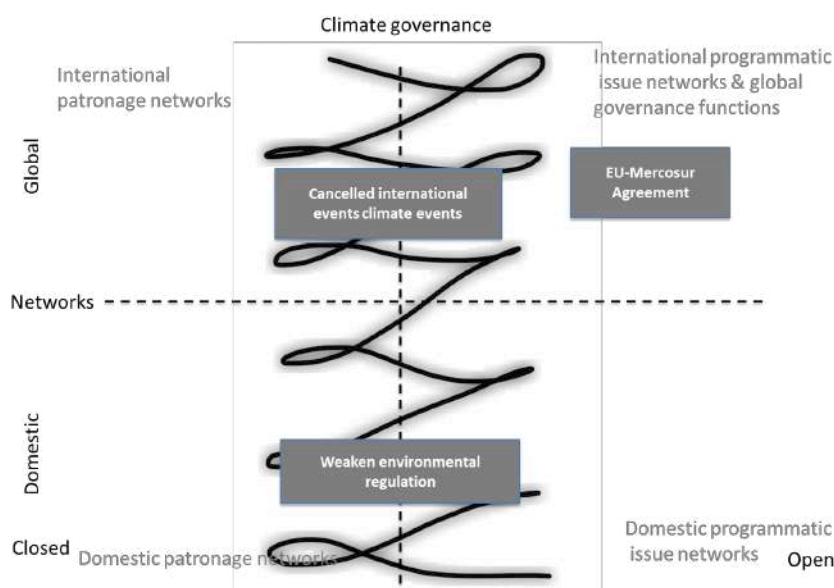 Climate governance
International
patronage networks
International programmatic
issue networks & global
governance functions
Global
EU-Mercosur
Agreement
Cancelled international
events climate events
Networks
Domestic
Weaken environmental
regulation
Closed
Domestic patronage networks
Domestic programmatic
issue networks
Open